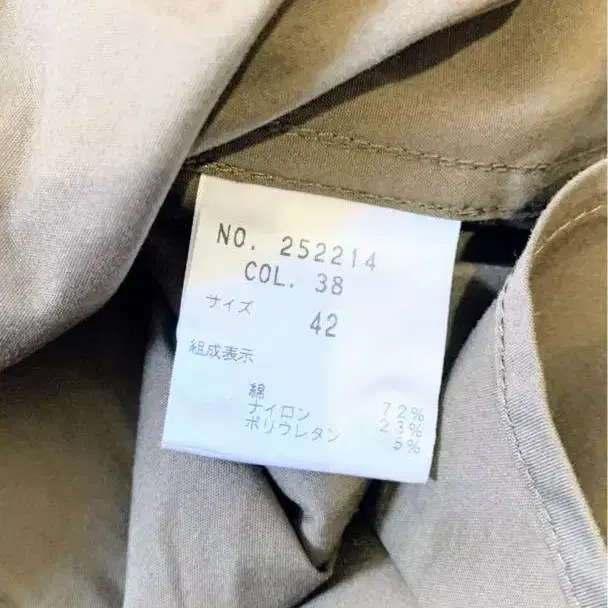 NO. 252214
COL. 38
サイズ 42
組成表示
綿 72%
ナイロン 23%
ポリウレタン 5%